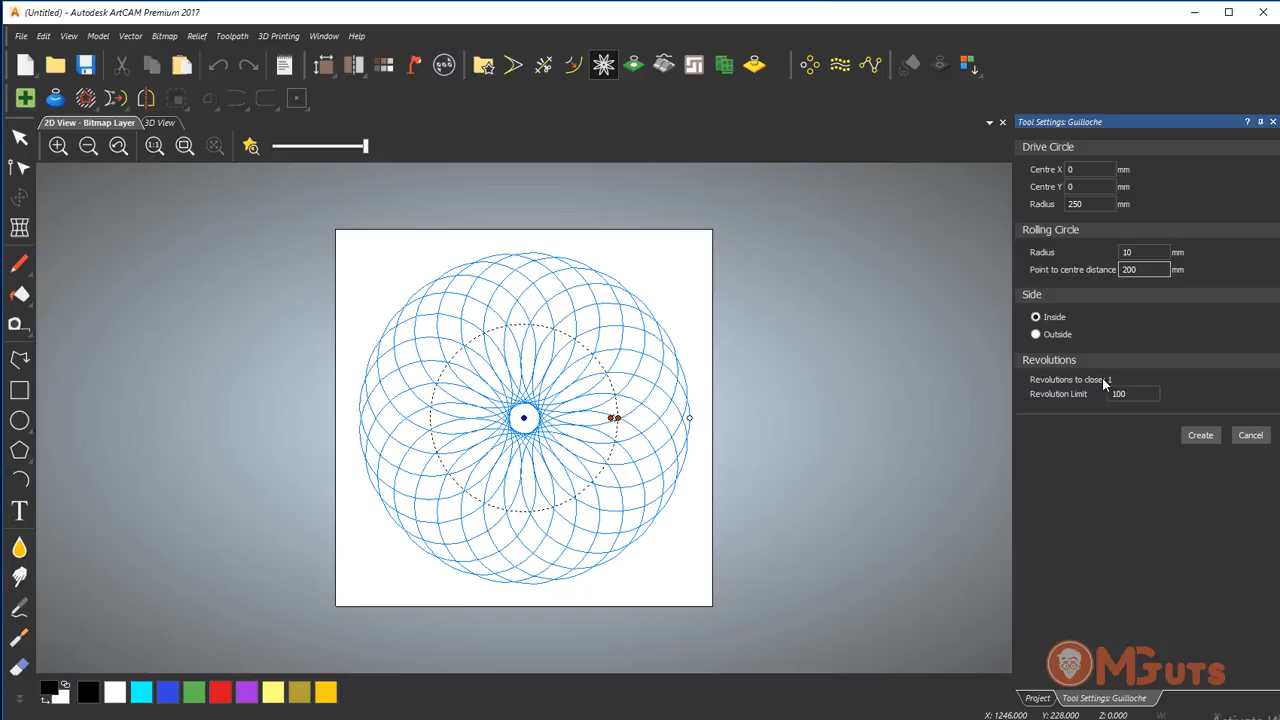 (Untitled) - Autodesk ArtCAM Premium 2017
File Edit View Model Vector Bitmap Relief Toolpath 3D Printing Window Help
2D View - Bitmap Layer 3D View
1:1
Tool Settings: Guilloche
Drive Circle
Centre X 0 mm
Centre Y 0 mm
Radius 250 mm
Rolling Circle
Radius 10 mm
Point to centre distance 200 mm
Side
Inside
Outside
Revolutions
Revolutions to close 1
Revolution Limit 100
Create Cancel
T
MGUTS
Project Tool Settings: Guilloche
X: 1246.000 Y: 228.000 Z: 0.000